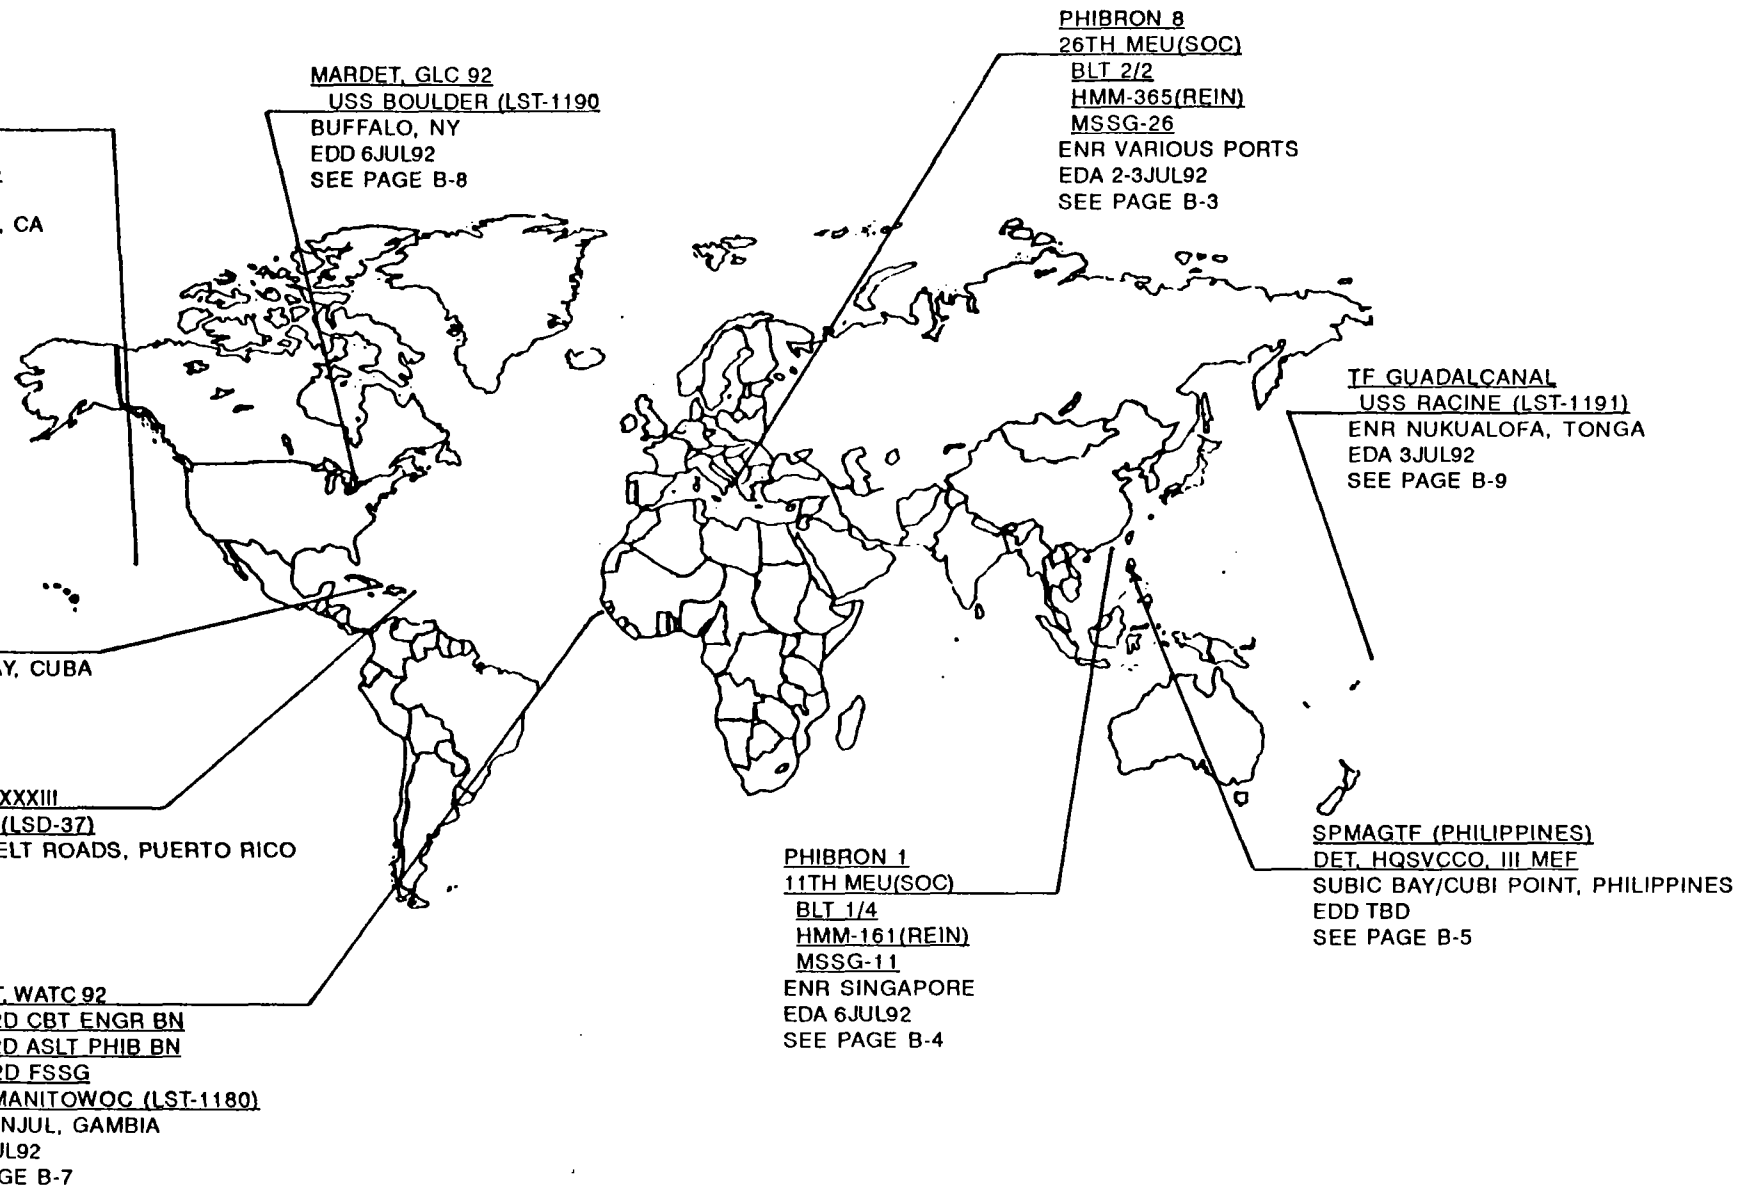 PHIBRON 8
26TH MEU(SOC)
BLT 2/2
HMM-365(REIN)
MSSG-26
ENR VARIOUS PORTS
EDA 2-3JUL92
SEE PAGE B-3
MARDET, GLC 92
USS BOULDER (LST-1190
BUFFALO, NY
EDD 6JUL92
SEE PAGE B-8
, CA
TF GUADALCANAL
USS RACINE (LST-1191)
ENR NUKUALOFA, TONGA
EDA 3JUL92
SEE PAGE B-9
AY, CUBA
XXXIII
(LSD-37)
ELT ROADS, PUERTO RICO
PHIBRON 1
11TH MEU(SOC)
BLT 1/4
HMM-161(REIN)
MSSG-11
ENR SINGAPORE
EDA 6JUL92
SEE PAGE B-4
SPMAGTF (PHILIPPINES)
DET, HQSVCCO, III MEF
SUBIC BAY/CUBI POINT, PHILIPPINES
EDD TBD
SEE PAGE B-5
T, WATC 92
2D CBT ENGR BN
2D ASLT PHIB BN
2D FSSG
MANITOWOC (LST-1180)
NJUL, GAMBIA
UL92
GE B-7